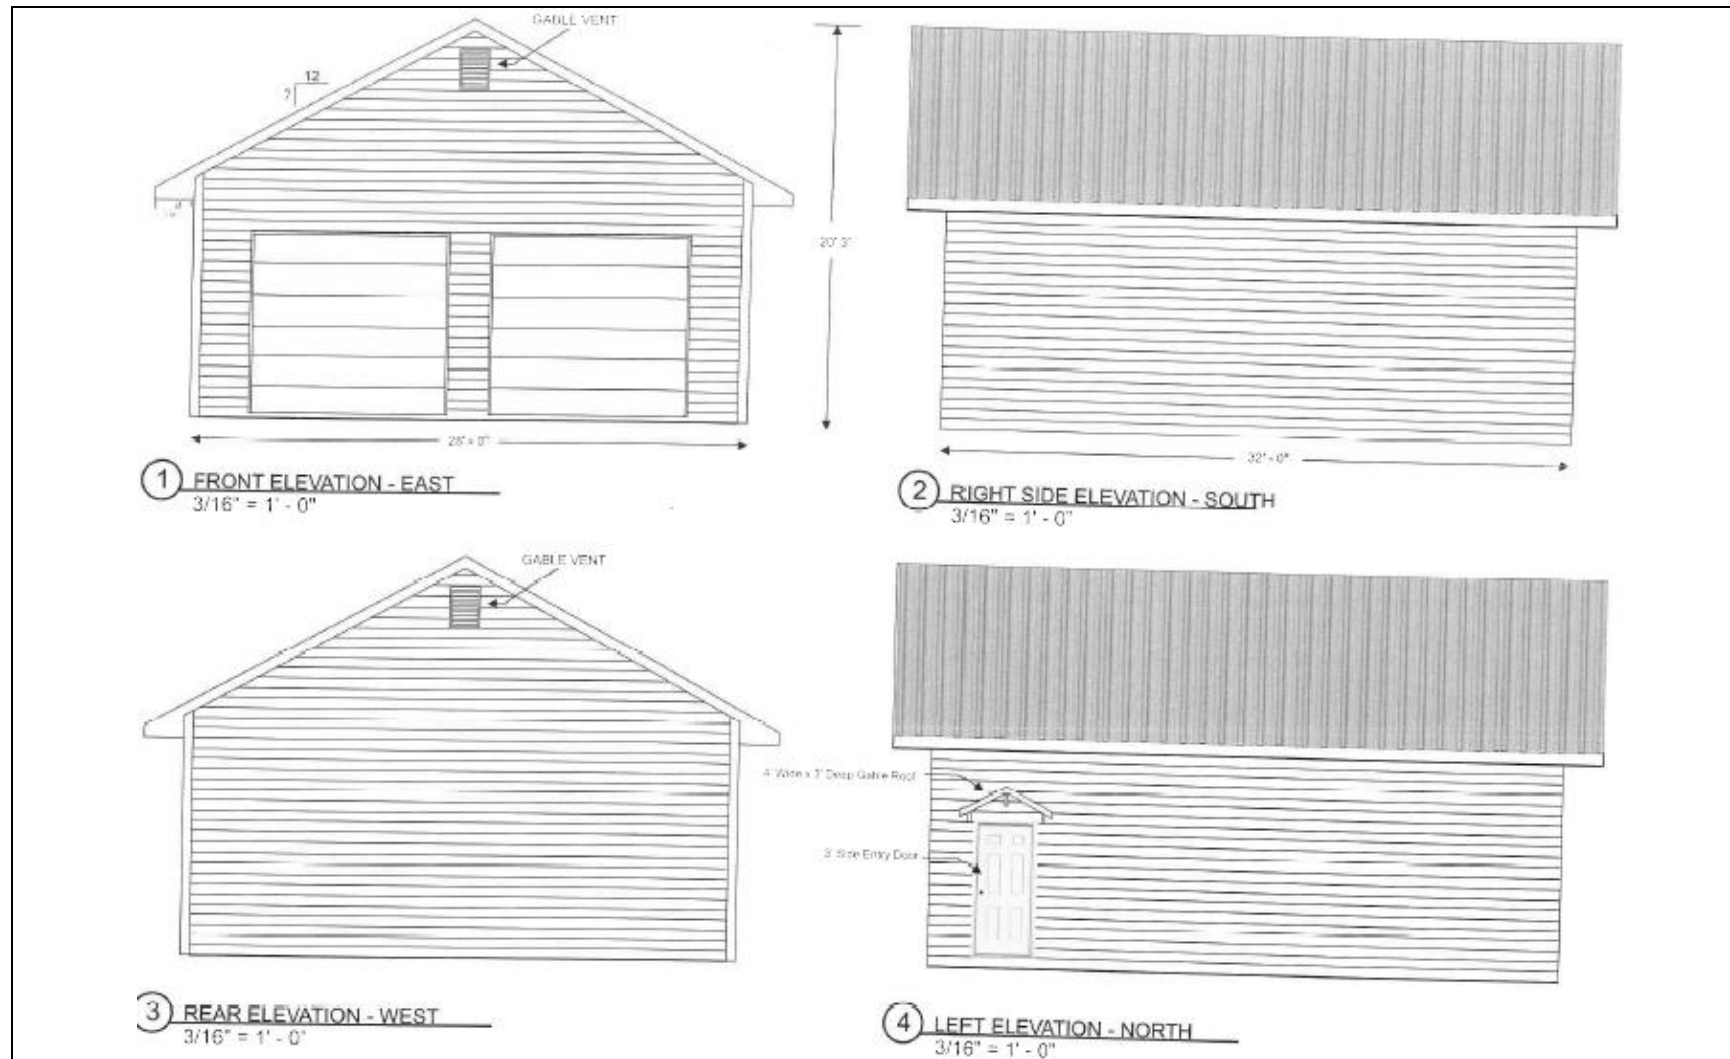 GABLE VENT
12
7
20' 3"
28' x 0"
1 FRONT ELEVATION - EAST
3/16" = 1' - 0"
32' - 0"
2 RIGHT SIDE ELEVATION - SOUTH
3/16" = 1' - 0"
GABLE VENT
3 REAR ELEVATION - WEST
3/16" = 1' - 0"
4' Wide x 3' Deep Gable Roof
3' Side Entry Door
4 LEFT ELEVATION - NORTH
3/16" = 1' - 0"